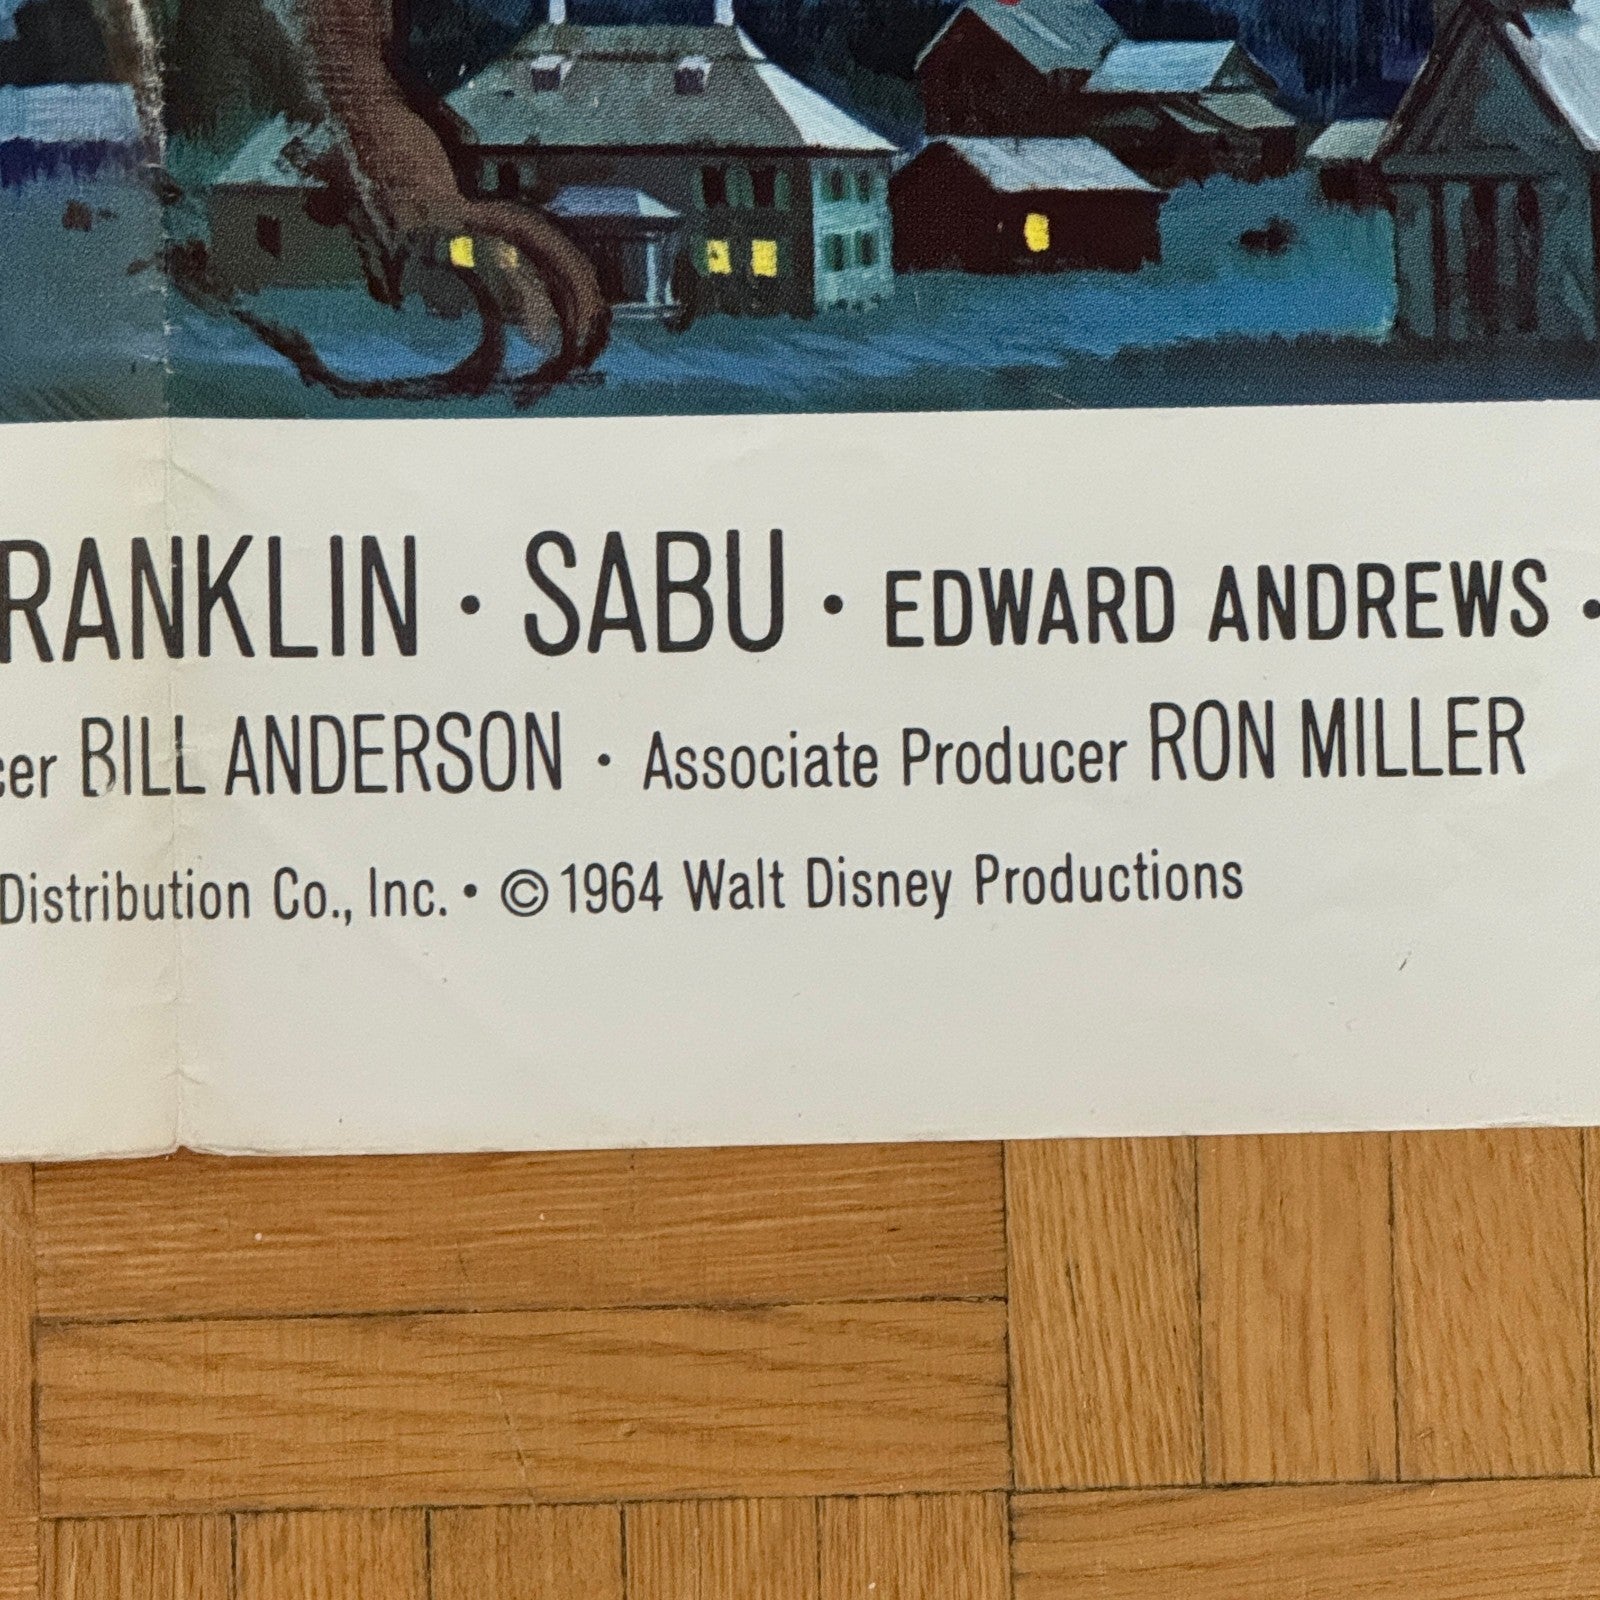 RANKLIN · SABU · EDWARD ANDREWS ·
cer BILL ANDERSON · Associate Producer RON MILLER
Distribution Co., Inc. · © 1964 Walt Disney Productions